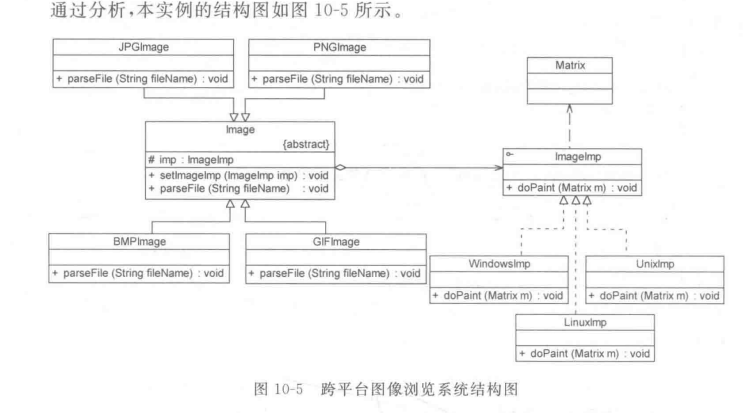 通过分析,本实例的结构图如图 10-5 所示。
JPGImage
+ parseFile (String fileName) : void
PNGImage
+ parseFile (String fileName) : void
Matrix
Image
{abstract}
# imp : ImageImp
+ setImageImp (ImageImp imp) : void
+ parseFile (String fileName) : void
ImageImp
+ doPaint (Matrix m) : void
BMPImage
+ parseFile (String fileName) : void
GIFImage
+ parseFile (String fileName) : void
WindowsImp
+ doPaint (Matrix m) : void
UnixImp
+ doPaint (Matrix m) : void
LinuxImp
+ doPaint (Matrix m) : void
图 10-5 跨平台图像浏览系统结构图